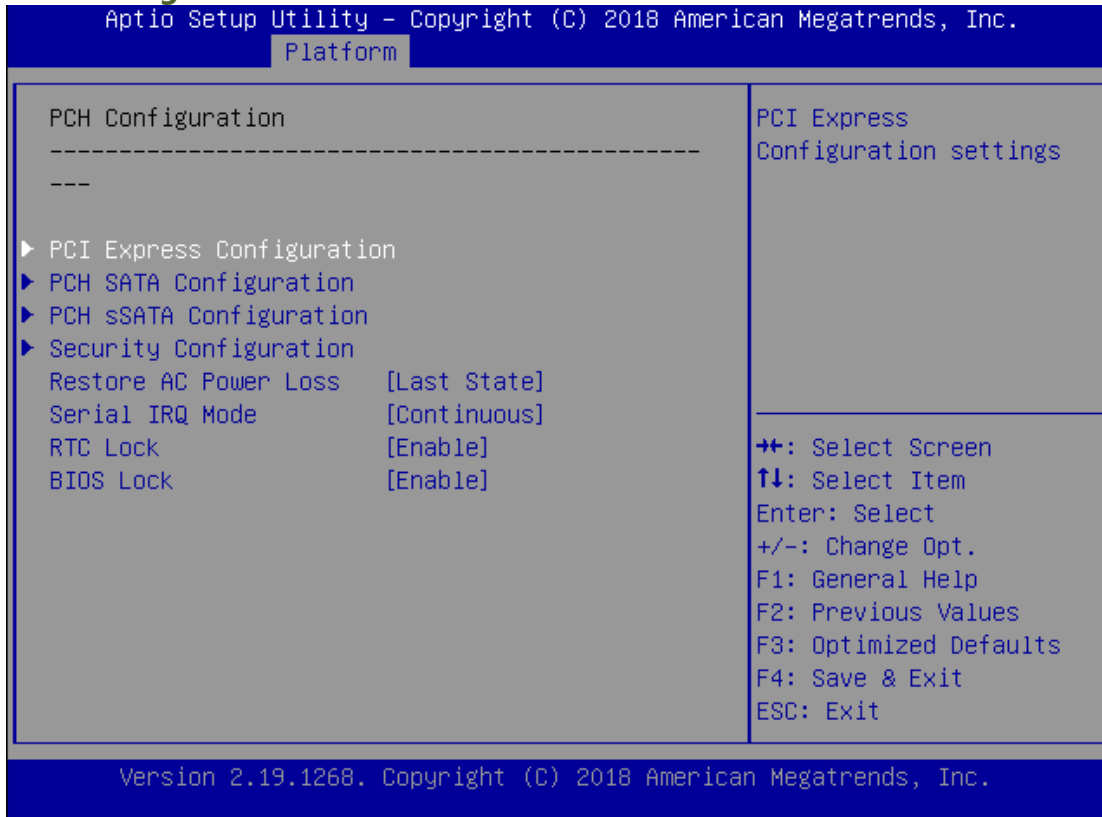 Aptio Setup Utility – Copyright (C) 2018 American Megatrends, Inc.
Platform
PCH Configuration
-----------------------------------------------
---
PCI Express Configuration
PCH SATA Configuration
PCH sSATA Configuration
Security Configuration
Restore AC Power Loss [Last State]
Serial IRQ Mode [Continuous]
RTC Lock [Enable]
BIOS Lock [Enable]
PCI Express
Configuration settings
→←: Select Screen
↑↓: Select Item
Enter: Select
+/-: Change Opt.
F1: General Help
F2: Previous Values
F3: Optimized Defaults
F4: Save & Exit
ESC: Exit
Version 2.19.1268. Copyright (C) 2018 American Megatrends, Inc.